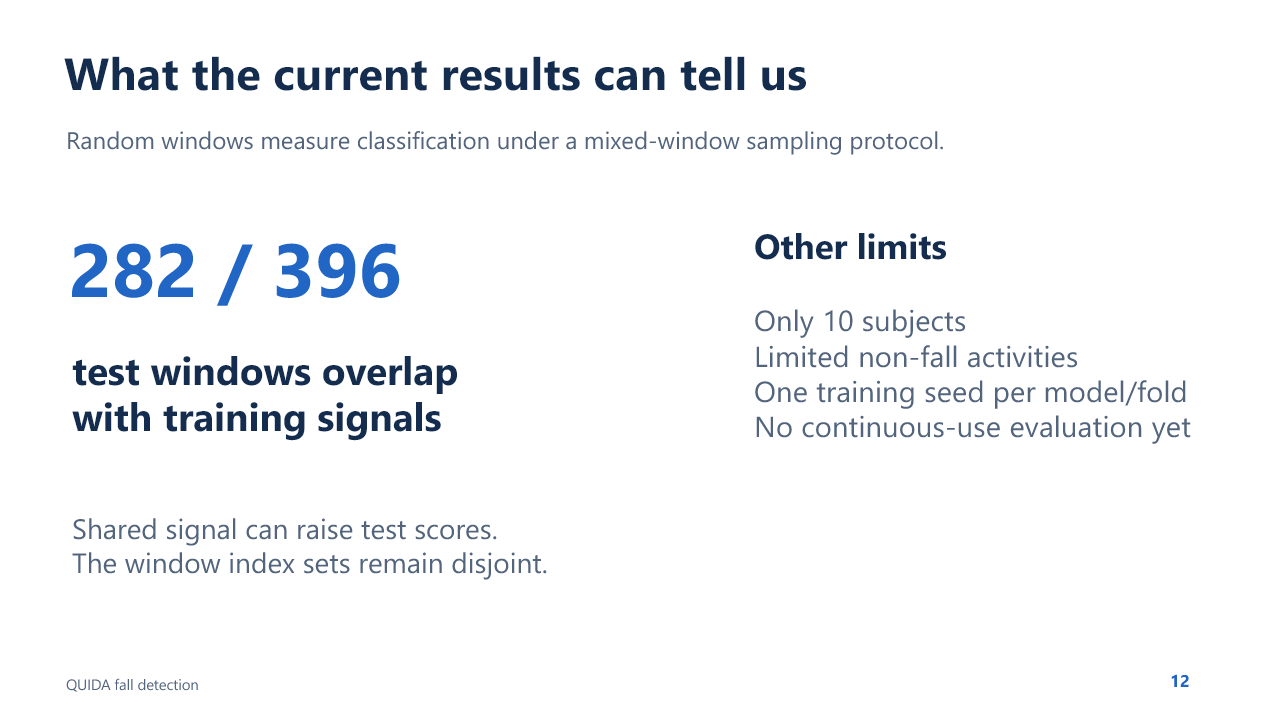 What the current results can tell us
Random windows measure classification under a mixed-window sampling protocol.
282 / 396
test windows overlap
with training signals
Shared signal can raise test scores.
The window index sets remain disjoint.
Other limits
Only 10 subjects
Limited non-fall activities
One training seed per model/fold
No continuous-use evaluation yet
QUIDA fall detection
12